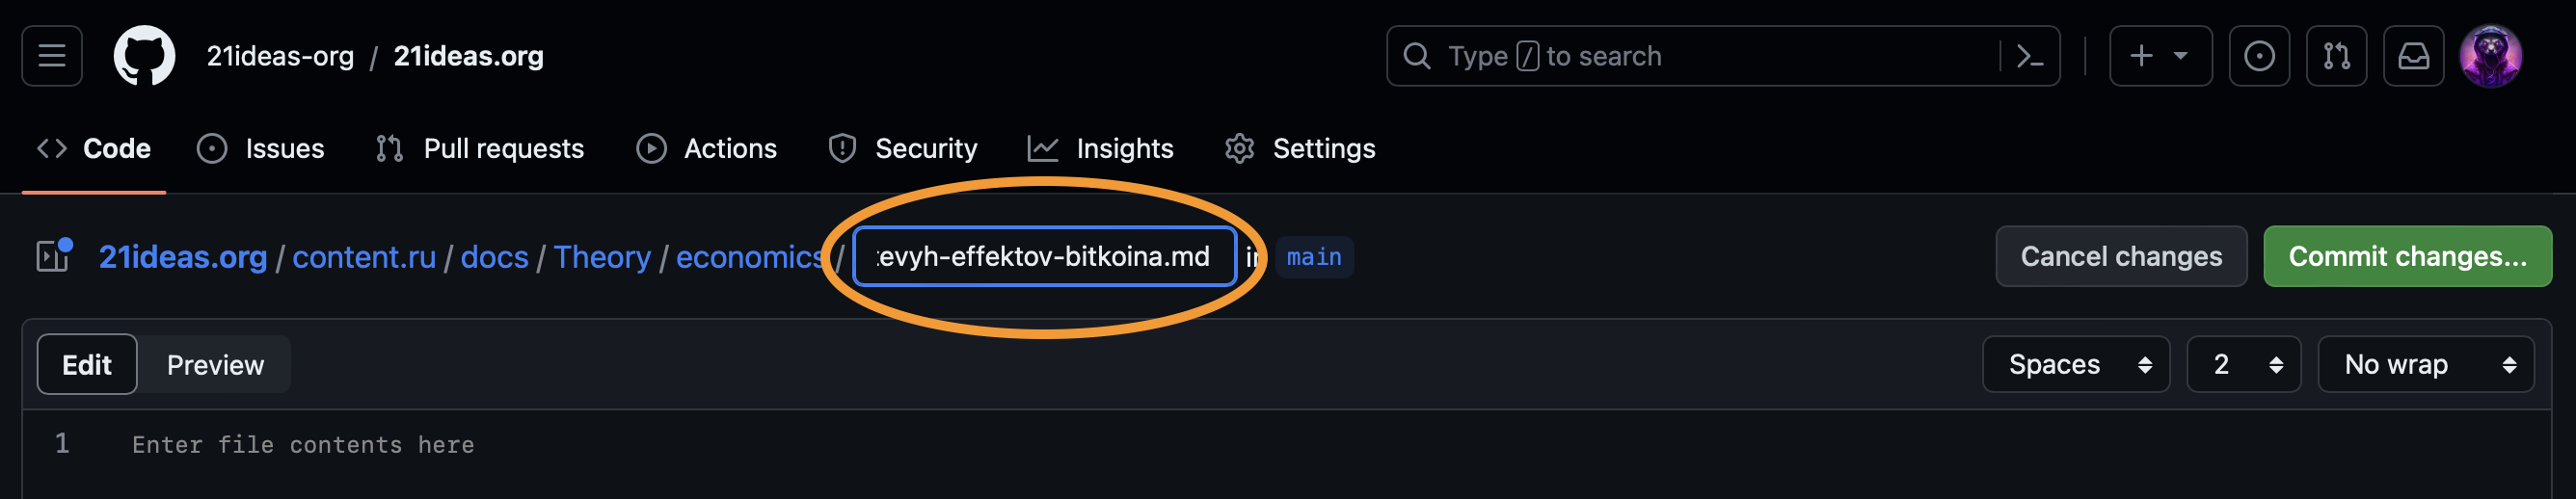 21ideas-org / 21ideas.org
Type / to search
Code Issues Pull requests Actions Security Insights Settings
21ideas.org / content.ru / docs / Theory / economics / evyh-effektov-bitkoina.md main
Cancel changes Commit changes...
Edit Preview
Spaces 2 No wrap
1 Enter file contents here